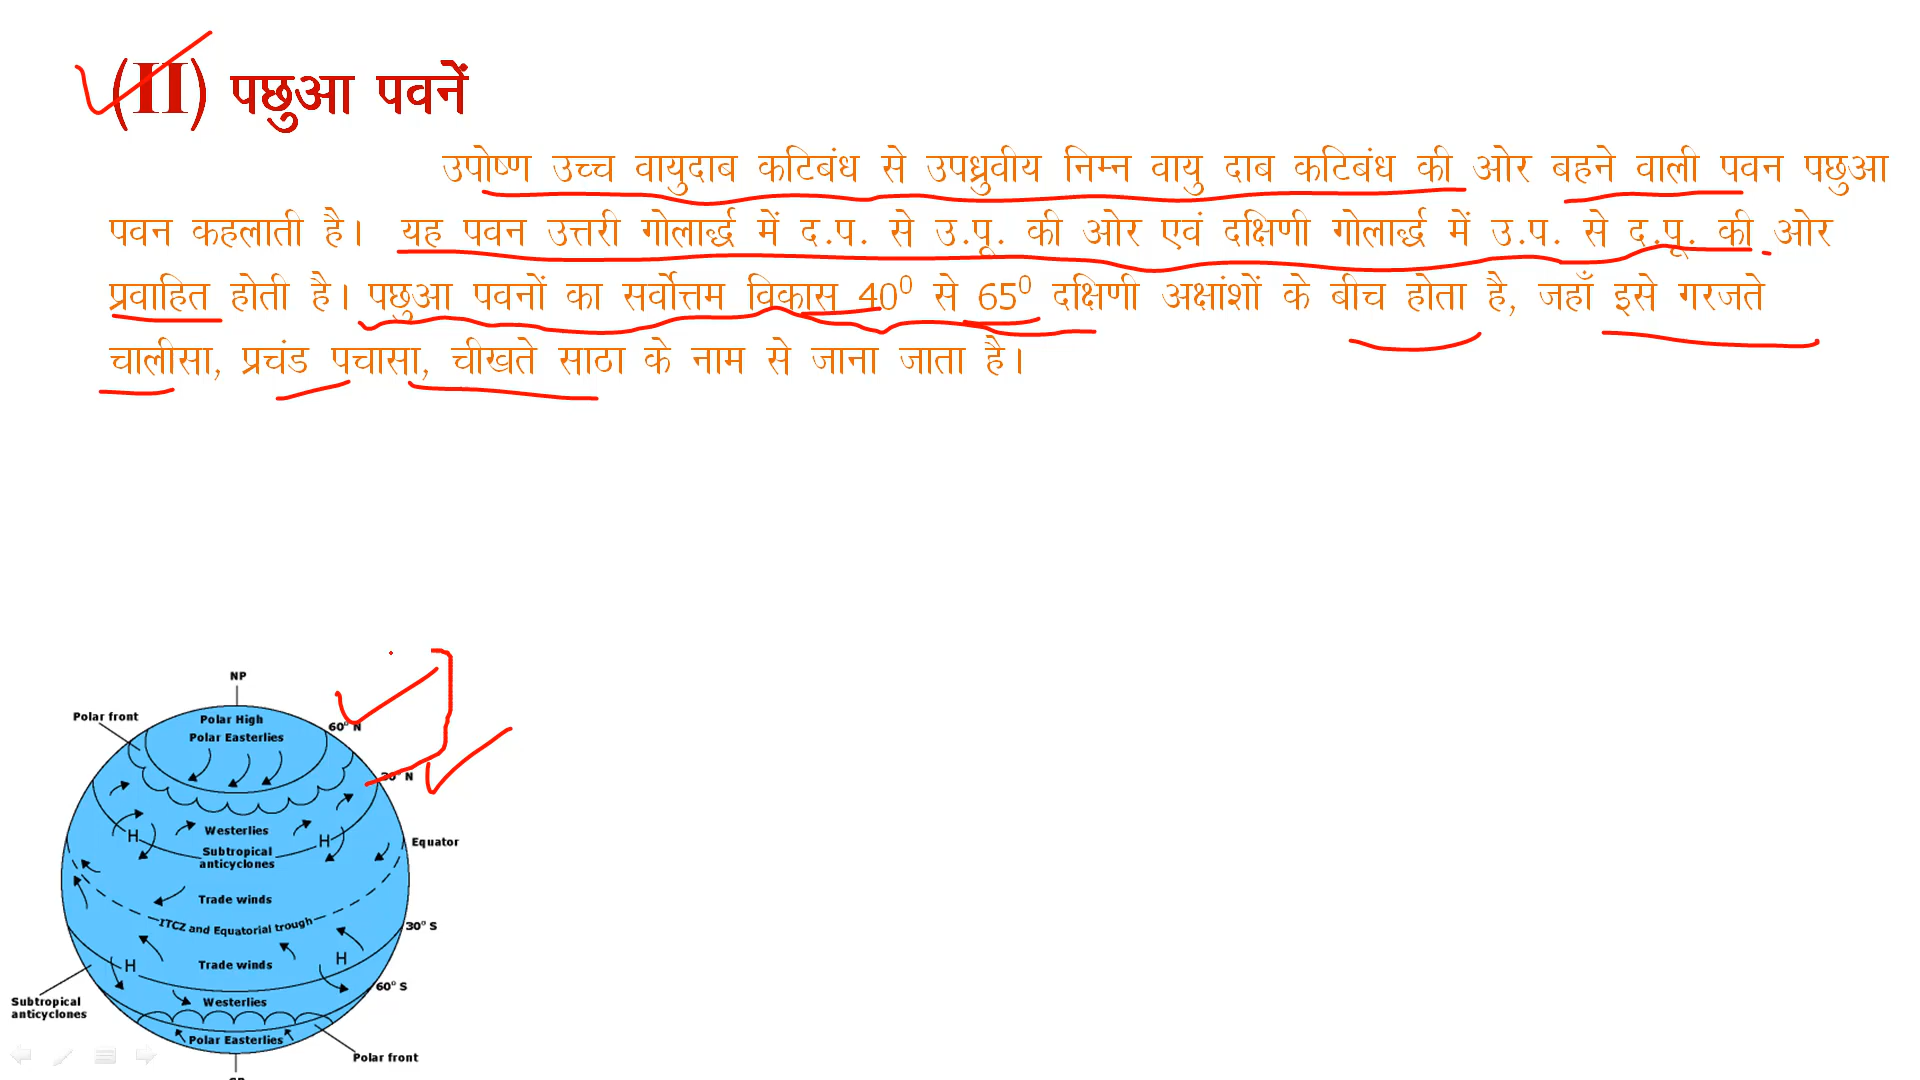 (II) पछुआ पवनें
उपोष्ण उच्च वायुदाब कटिबंध से उपध्रुवीय निम्न वायु दाब कटिबंध की ओर बहने वाली पवन पछुआ
पवन कहलाती है। यह पवन उत्तरी गोलार्द्ध में द.प. से उ.पू. की ओर एवं दक्षिणी गोलार्द्ध में उ.प. से द.पू. की ओर
प्रवाहित होती है। पछुआ पवनों का सर्वोत्तम विकास 40⁰ से 65⁰ दक्षिणी अक्षांशों के बीच होता है, जहाँ इसे गरजते
चालीसा, प्रचंड पचासा, चीखते साठा के नाम से जाना जाता है।
NP
Polar front
Polar High
60° N
Polar Easterlies
30° N
Westerlies
H
H
Equator
Subtropical
anticyclones
Trade winds
ITCZ and Equatorial trough
30° S
H
Trade winds
H
60° S
Subtropical
anticyclones
Westerlies
Polar Easterlies
Polar front